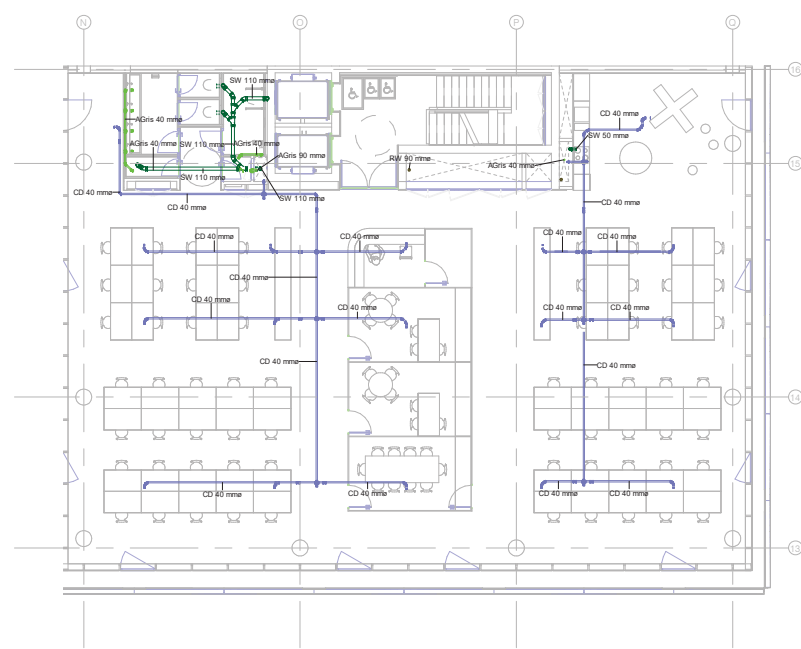 N
O
P
Q
16
SW 110 mmø
CD 40 mmø
AGris 40 mmø
SW 50 mmø
AGris 40 mmø
SW 110 mmø
AGris 40 mmø
AGris 90 mmø
RW 90 mmø
AGris 40 mmø
15
SW 110 mmø
CD 40 mmø
SW 110 mmø
CD 40 mmø
CD 40 mmø
CD 40 mmø
CD 40 mmø
CD 40 mmø
CD 40 mmø
CD 40 mmø
CD 40 mmø
CD 40 mmø
CD 40 mmø
CD 40 mmø
CD 40 mmø
CD 40 mmø
CD 40 mmø
14
CD 40 mmø
CD 40 mmø
CD 40 mmø
CD 40 mmø
13